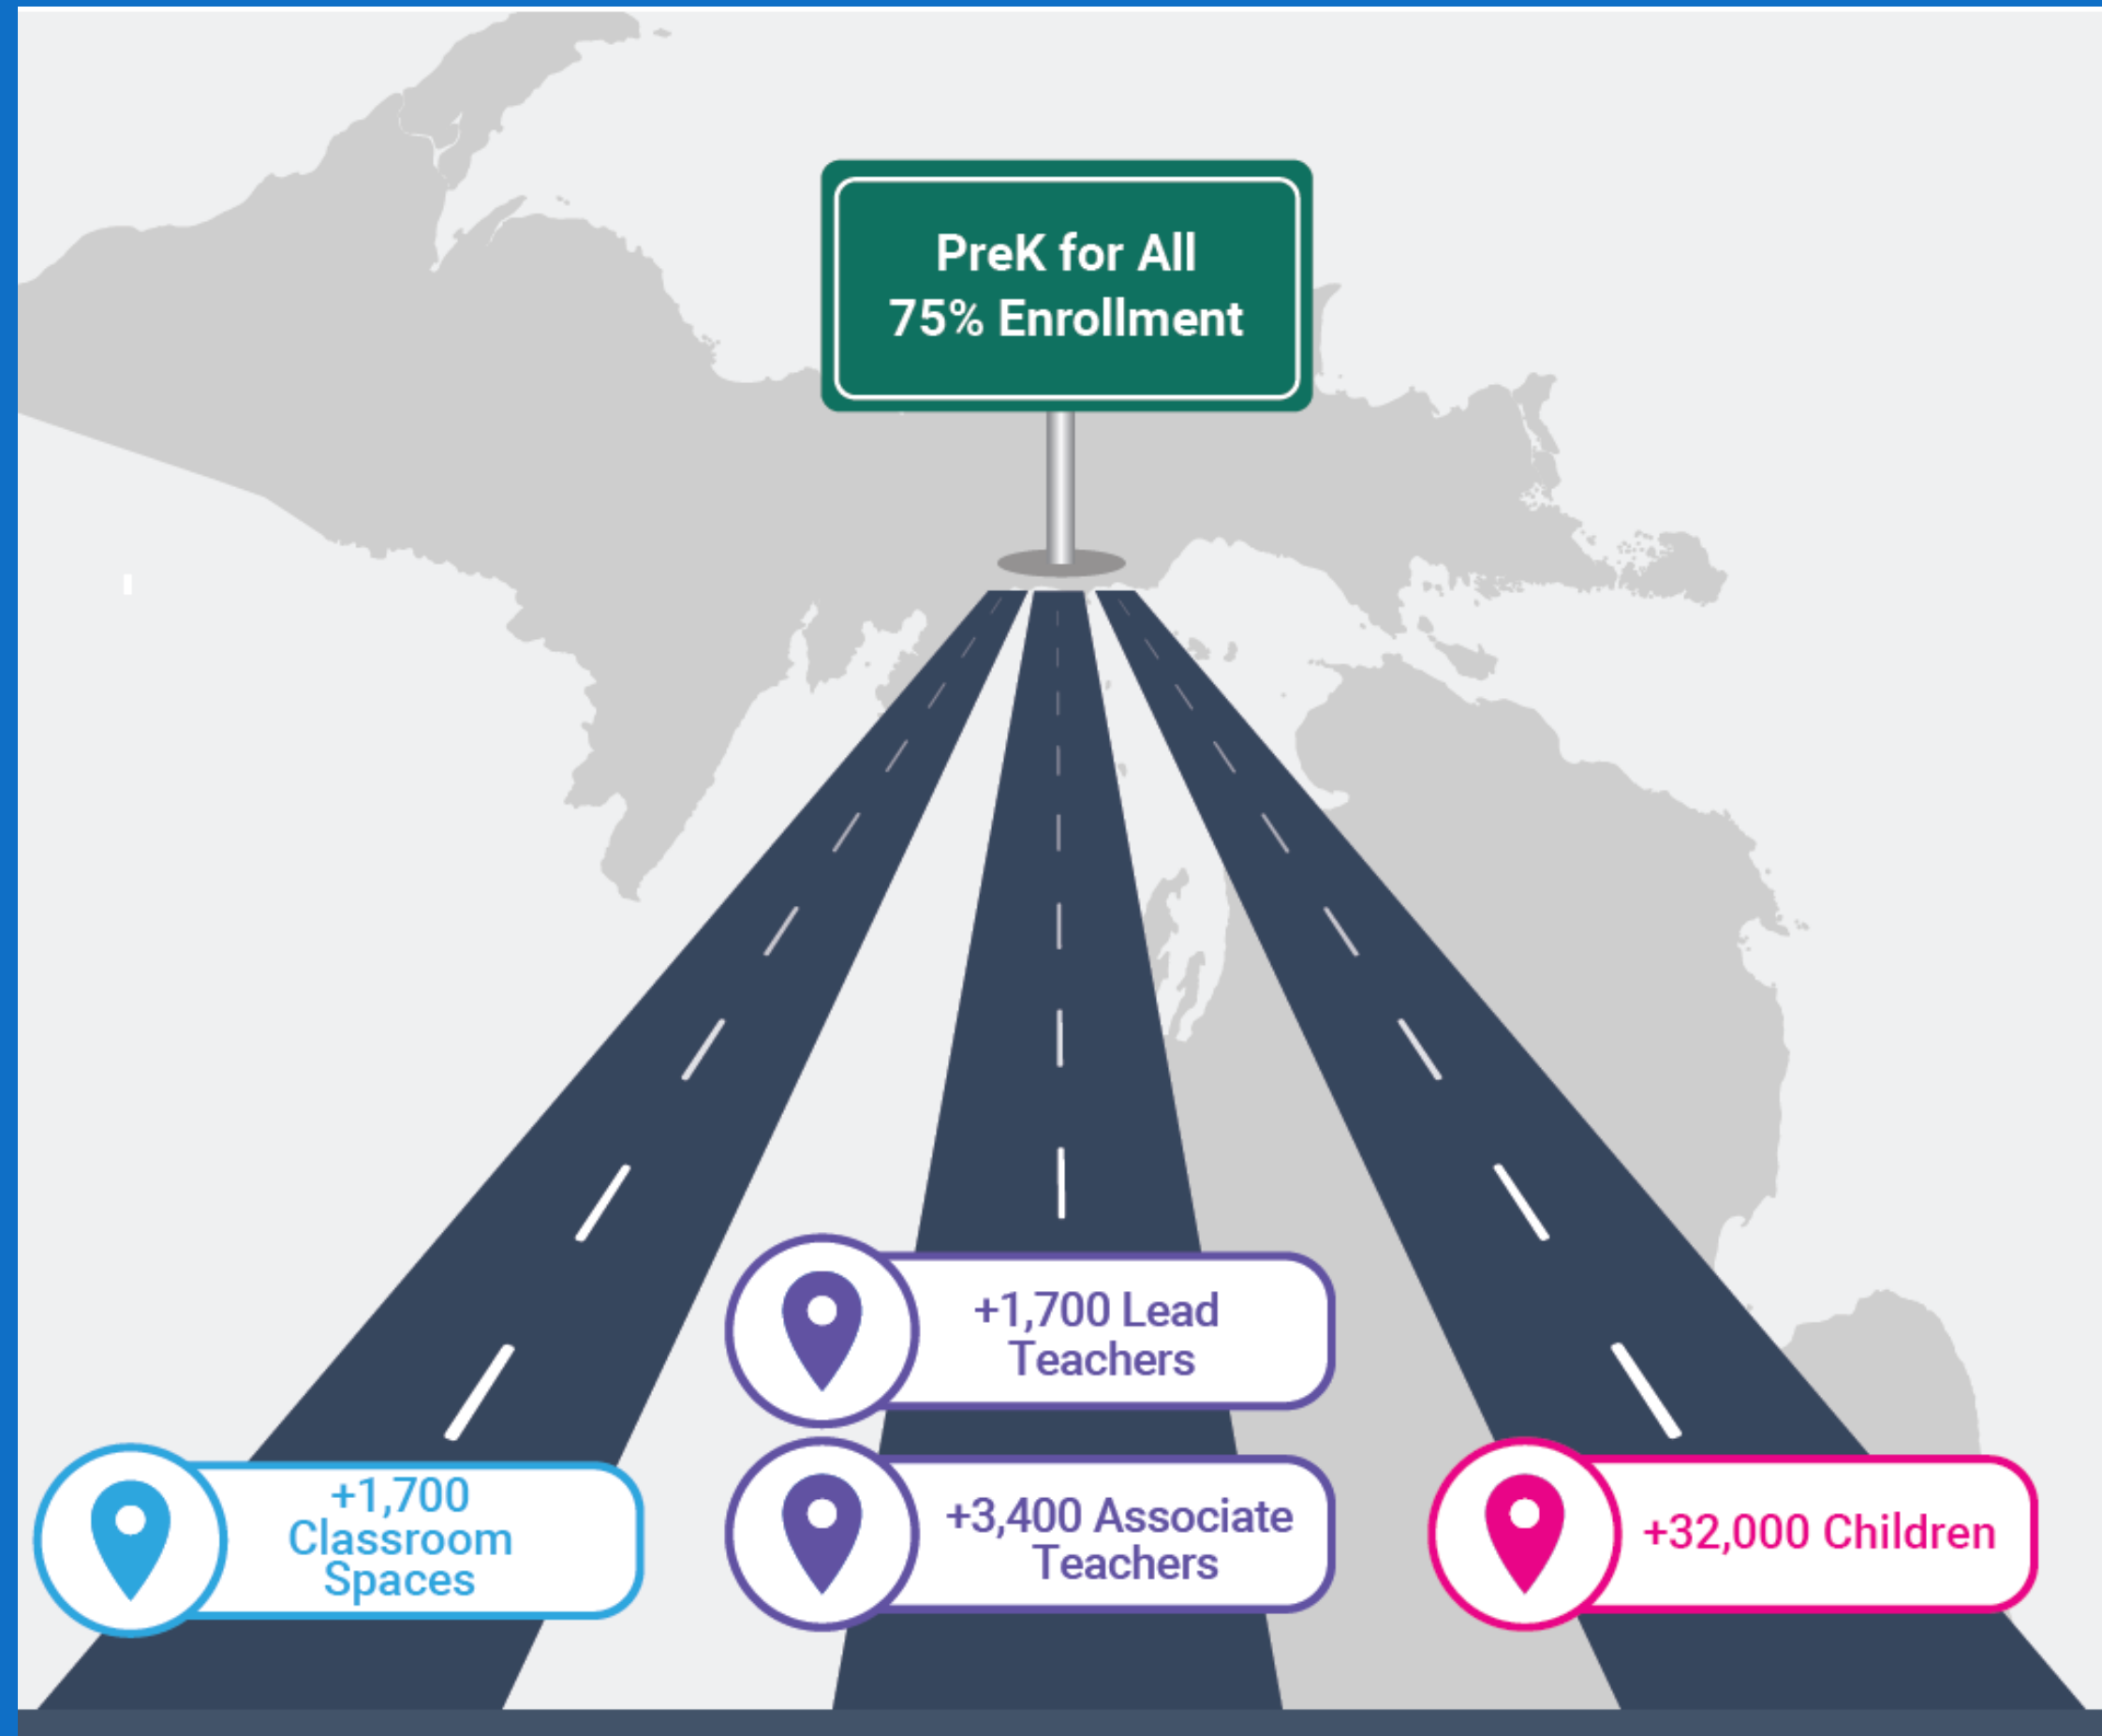 PreK for All
75% Enrollment
+1,700 Lead
Teachers
+1,700
Classroom
Spaces
+3,400 Associate
Teachers
+32,000 Children